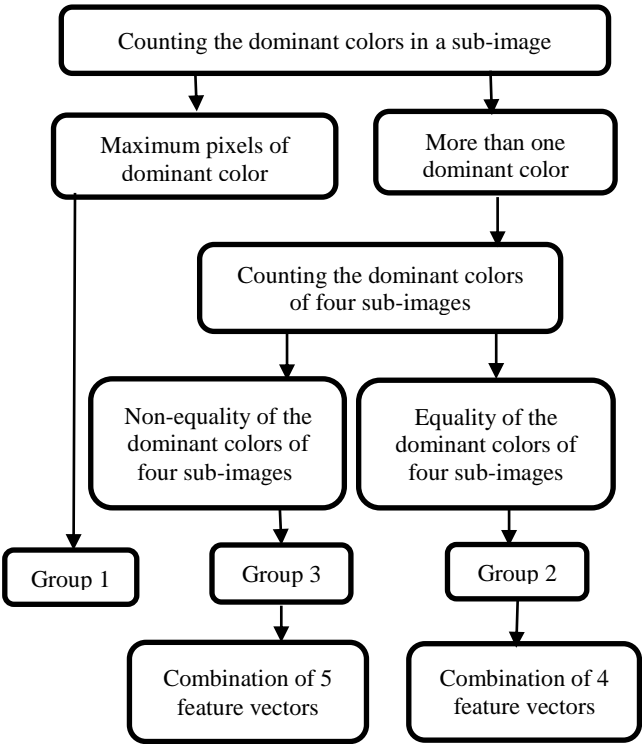 Counting the dominant colors in a sub-image
Maximum pixels of
dominant color
More than one
dominant color
Counting the dominant colors
of four sub-images
Non-equality of the
dominant colors of
four sub-images
Equality of the
dominant colors of
four sub-images
Group 1
Group 3
Group 2
Combination of 5
feature vectors
Combination of 4
feature vectors